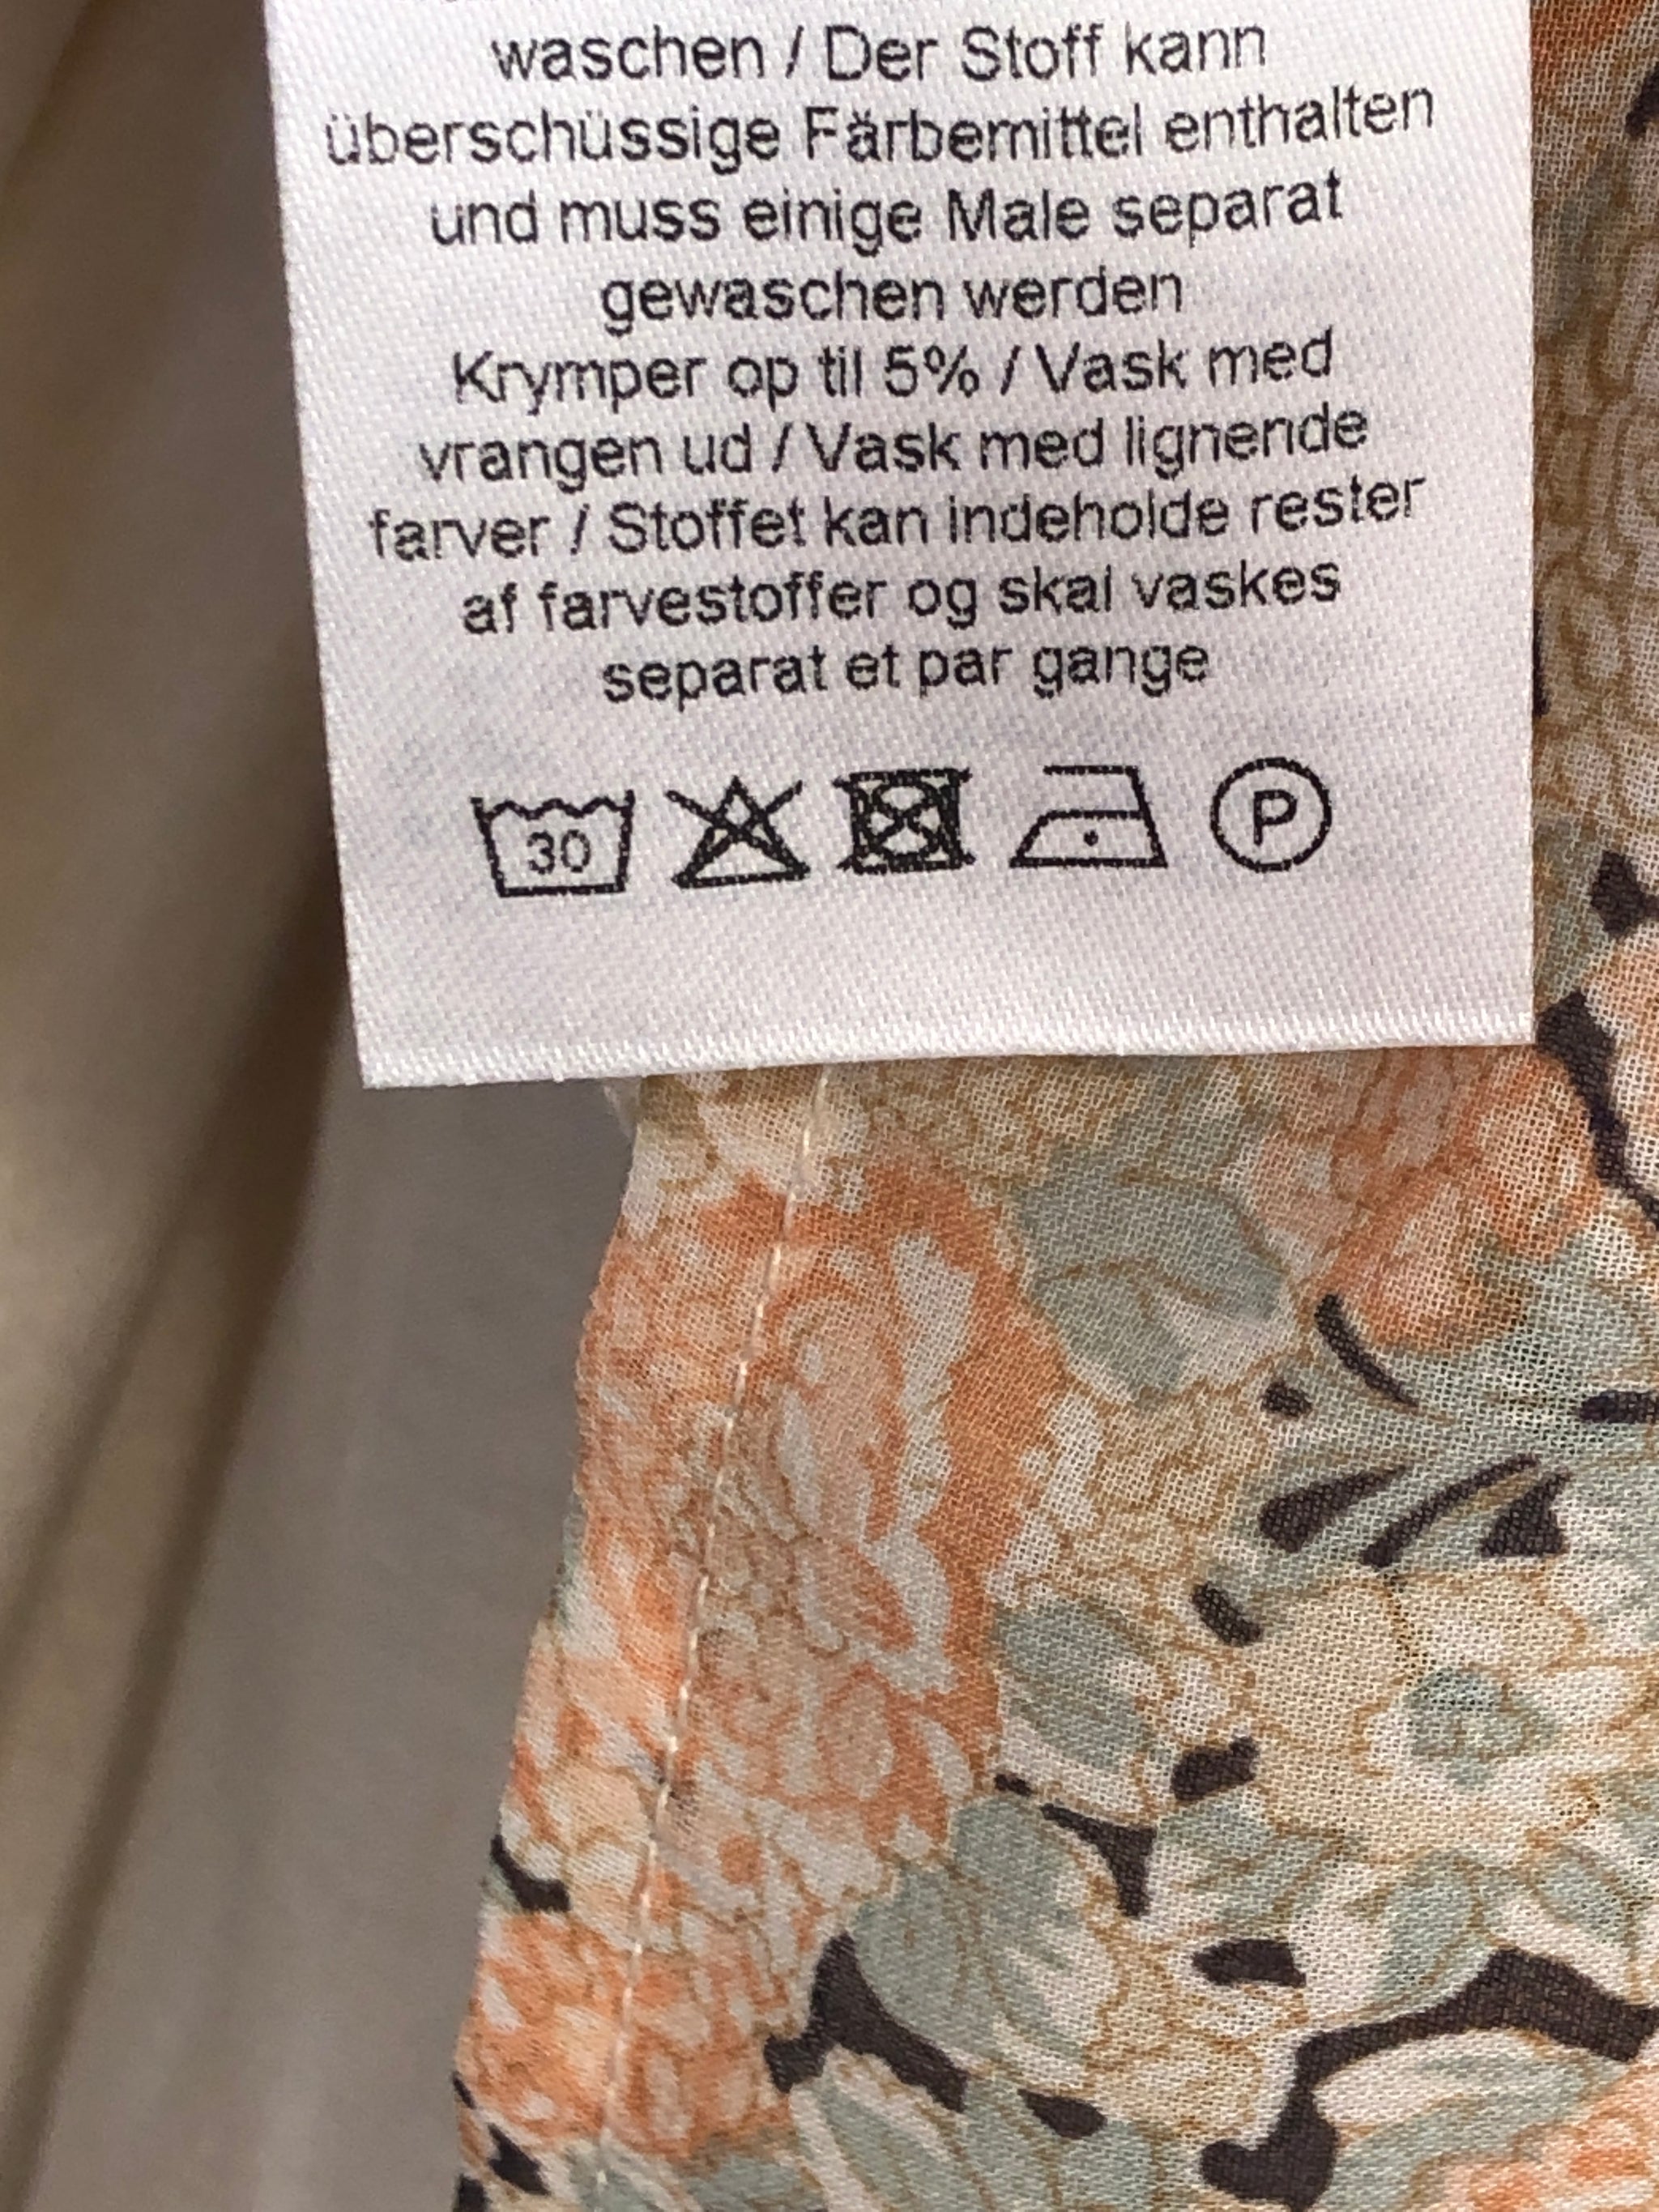 waschen / Der Stoff kann
überschüssige Färbemittel enthalten
und muss einige Male separat
gewaschen werden
Krymper op til 5% / Vask med
vrangen ud / Vask med lignende
farver / Stoffet kan indeholde rester
af farvestoffer og skal vaskes
separat et par gange
30 P